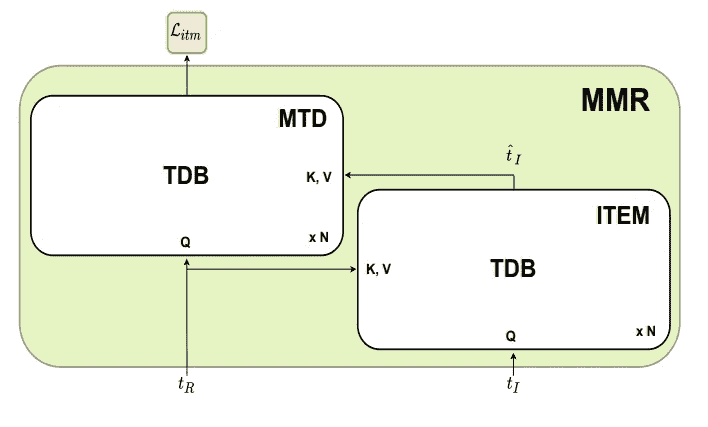 $\mathcal{L}_{itm}$
MMR
MTD
TDB
K, V
Q
x N
$\hat{t}_I$
ITEM
K, V
TDB
Q
x N
$t_R$
$t_I$